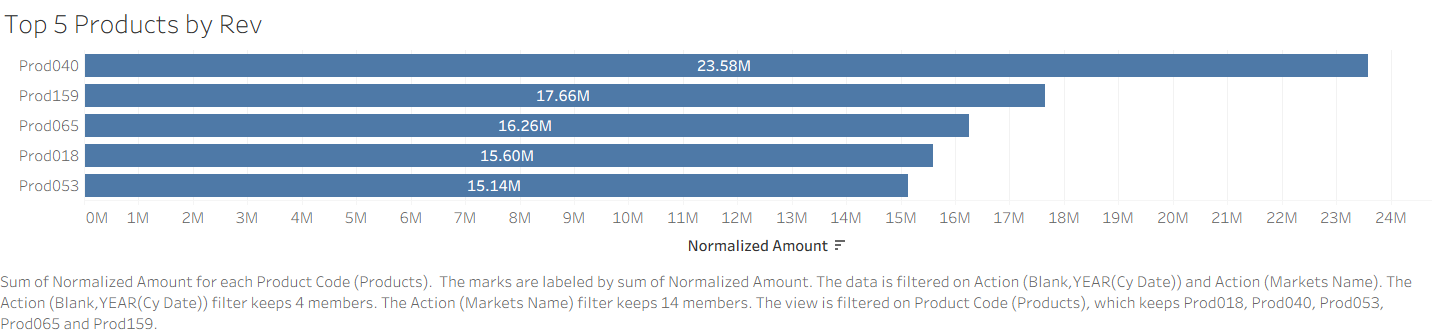 Top 5 Products by Rev
Prod040 23.58M
Prod159 17.66M
Prod065 16.26M
Prod018 15.60M
Prod053 15.14M
0M 1M 2M 3M 4M 5M 6M 7M 8M 9M 10M 11M 12M 13M 14M 15M 16M 17M 18M 19M 20M 21M 22M 23M 24M
Normalized Amount
Sum of Normalized Amount for each Product Code (Products).  The marks are labeled by sum of Normalized Amount. The data is filtered on Action (Blank,YEAR(Cy Date)) and Action (Markets Name). The
Action (Blank,YEAR(Cy Date)) filter keeps 4 members. The Action (Markets Name) filter keeps 14 members. The view is filtered on Product Code (Products), which keeps Prod018, Prod040, Prod053,
Prod065 and Prod159.